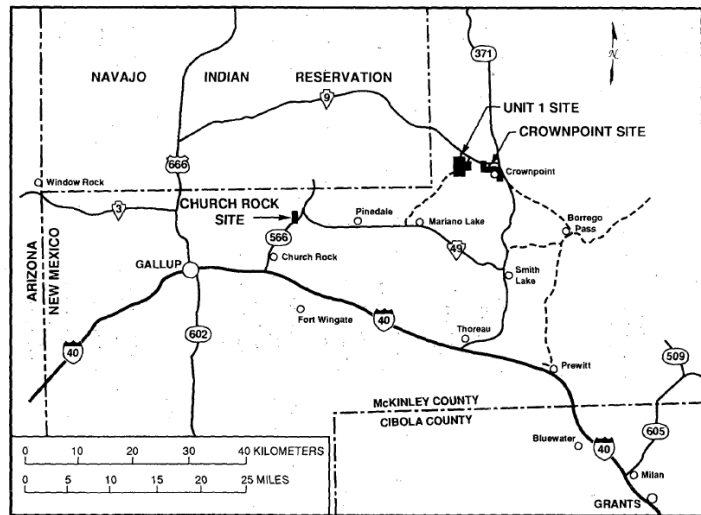 371
N
NAVAJO INDIAN RESERVATION
9
UNIT 1 SITE
CROWNPOINT SITE
666
Crownpoint
Window Rock
3
CHURCH ROCK
SITE
Pinedale
Mariano Lake
Borrego
Pass
566
49
ARIZONA
NEW MEXICO
GALLUP
Church Rock
Smith
Lake
Fort Wingate
40
602
Thoreau
40
509
Prewitt
McKINLEY COUNTY
CIBOLA COUNTY
605
Bluewater
40
Milan
GRANTS
0 10 20 30 40 KILOMETERS
0 5 10 15 20 25 MILES